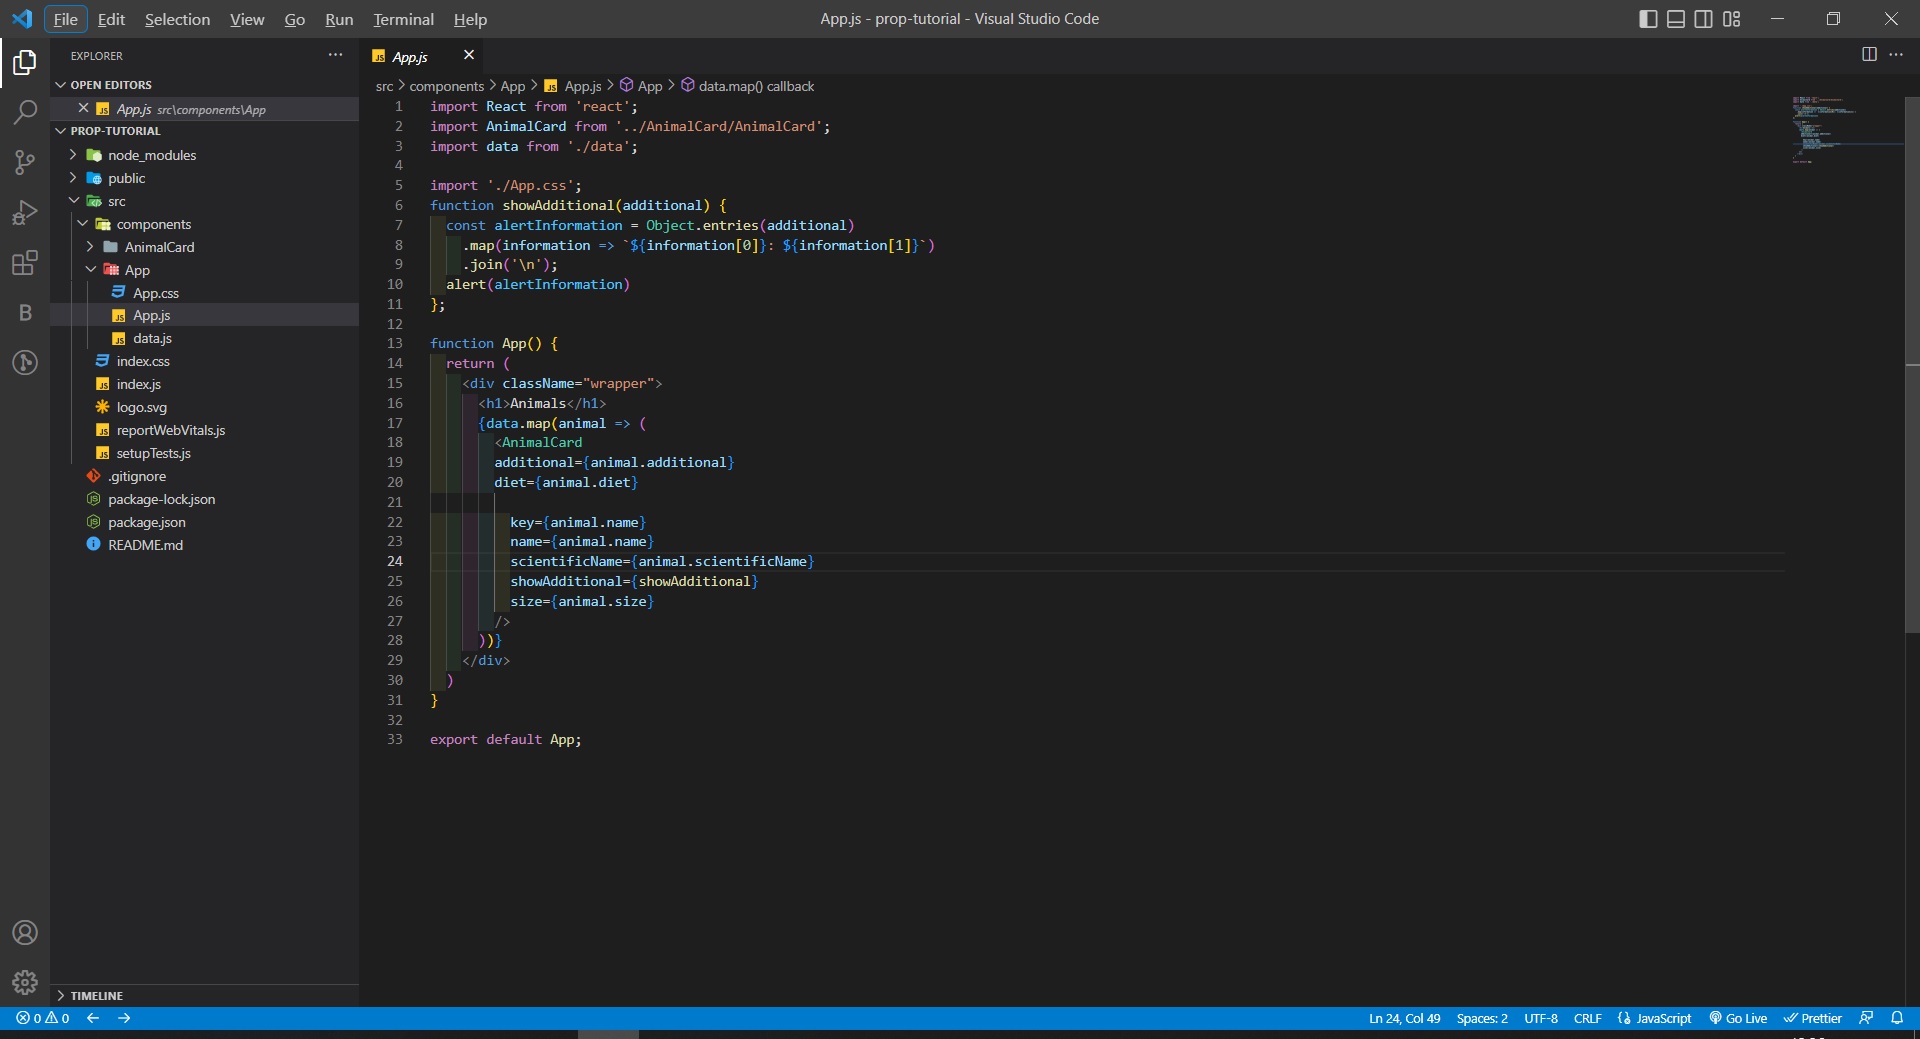 File Edit Selection View Go Run Terminal Help
App.js - prop-tutorial - Visual Studio Code
EXPLORER
OPEN EDITORS
App.js src\components\App
PROP-TUTORIAL
node_modules
public
src
components
AnimalCard
App
App.css
App.js
data.js
index.css
index.js
logo.svg
reportWebVitals.js
setupTests.js
.gitignore
package-lock.json
package.json
README.md
TIMELINE
App.js
src > components > App > JS App.js > App > data.map() callback
1 import React from 'react';
2 import AnimalCard from '../AnimalCard/AnimalCard';
3 import data from './data';
4
5 import './App.css';
6 function showAdditional(additional) {
7 const alertInformation = Object.entries(additional)
8 .map(information => `${information[0]}: ${information[1]}`)
9 .join('\n');
10 alert(alertInformation)
11 };
12
13 function App() {
14 return (
15 <div className="wrapper">
16 <h1>Animals</h1>
17 {data.map(animal => (
18 <AnimalCard
19 additional={animal.additional}
20 diet={animal.diet}
21
22 key={animal.name}
23 name={animal.name}
24 scientificName={animal.scientificName}
25 showAdditional={showAdditional}
26 size={animal.size}
27 />
28 ))}
29 </div>
30 )
31 }
32
33 export default App;
0 0
Ln 24, Col 49 Spaces: 2 UTF-8 CRLF JavaScript Go Live Prettier